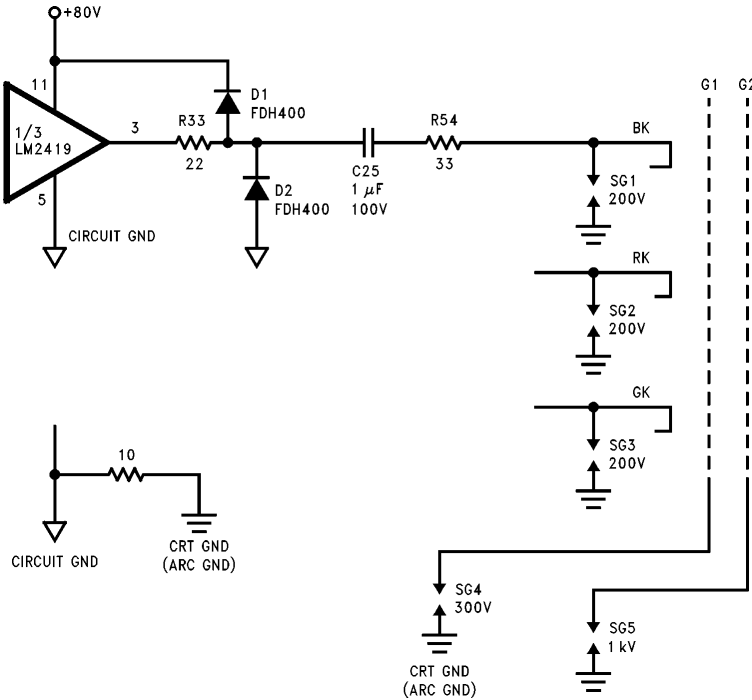 +80V
11
1/3
LM2419
3
5
CIRCUIT GND
R33
22
D1
FDH400
D2
FDH400
C25
1 μF
100V
R54
33
BK
SG1
200V
G1
G2
RK
SG2
200V
GK
SG3
200V
10
CIRCUIT GND
CRT GND
(ARC GND)
SG4
300V
CRT GND
(ARC GND)
SG5
1 kV